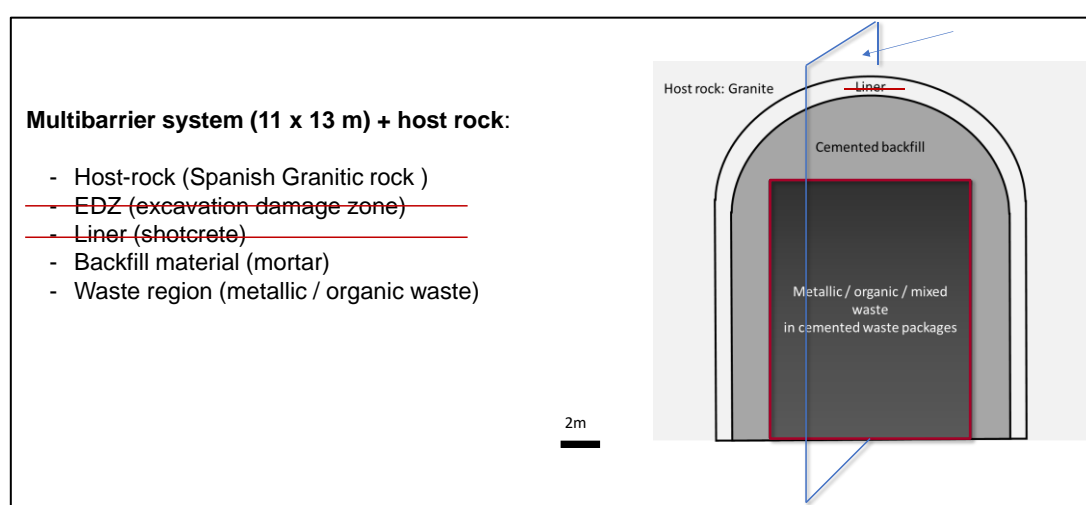 Multibarrier system (11 x 13 m) + host rock:
- Host-rock (Spanish Granitic rock )
- EDZ (excavation damage zone)
- Liner (shotcrete)
- Backfill material (mortar)
- Waste region (metallic / organic waste)
2m
Host rock: Granite
Liner
Cemented backfill
Metallic / organic / mixed
waste
in cemented waste packages